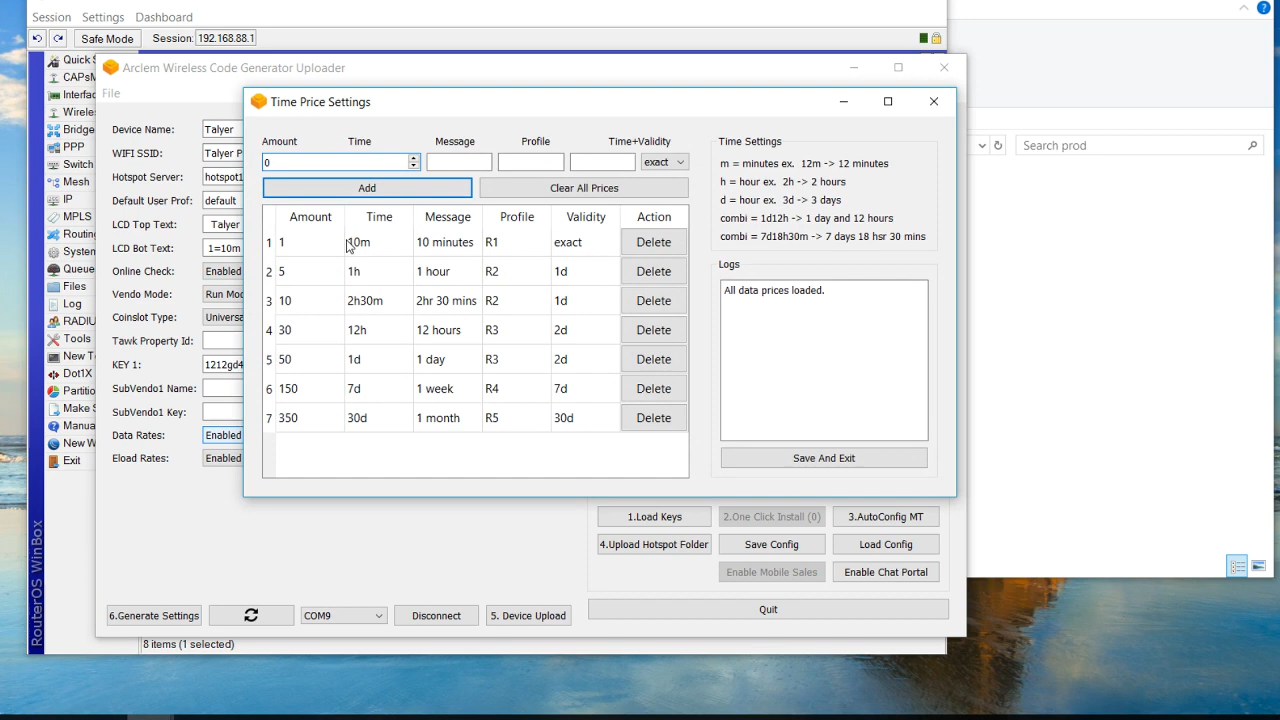 Session Settings Dashboard
Safe Mode Session: 192.168.88.1
Arclem Wireless Code Generator Uploader
File
Quick S
CAPsM
Interfac
Wireles
Bridge
PPP
Switch
Mesh
IP
MPLS
Routing
System
Queue
Files
Log
RADIU
Tools
New T
Dot1X
Partitio
Make S
Manua
New W
Exit
RouterOS WinBox
Device Name: Talyer
WIFI SSID: Talyer P
Hotspot Server: hotspot1
Default User Prof: default
LCD Top Text: Talyer
LCD Bot Text: 1=10m
Online Check: Enabled
Vendo Mode: Run Mod
Coinslot Type: Universa
Tawk Property Id:
KEY 1: 1212gd4
SubVendo1 Name:
SubVendo1 Key:
Data Rates: Enabled
Eload Rates: Enabled
Time Price Settings
Amount Time Message Profile Time+Validity
0 exact
Add Clear All Prices
Amount Time Message Profile Validity Action
1 1 10m 10 minutes R1 exact Delete
2 5 1h 1 hour R2 1d Delete
3 10 2h30m 2hr 30 mins R2 1d Delete
4 30 12h 12 hours R3 2d Delete
5 50 1d 1 day R3 2d Delete
6 150 7d 1 week R4 7d Delete
7 350 30d 1 month R5 30d Delete
Time Settings
m = minutes ex. 12m -> 12 minutes
h = hour ex. 2h -> 2 hours
d = hour ex. 3d -> 3 days
combi = 1d12h -> 1 day and 12 hours
combi = 7d18h30m -> 7 days 18 hsr 30 mins
Logs
All data prices loaded.
Save And Exit
1.Load Keys 2.One Click Install (0) 3.AutoConfig MT
4.Upload Hotspot Folder Save Config Load Config
Enable Mobile Sales Enable Chat Portal
6.Generate Settings COM9 Disconnect 5. Device Upload Quit
8 items (1 selected)
Search prod